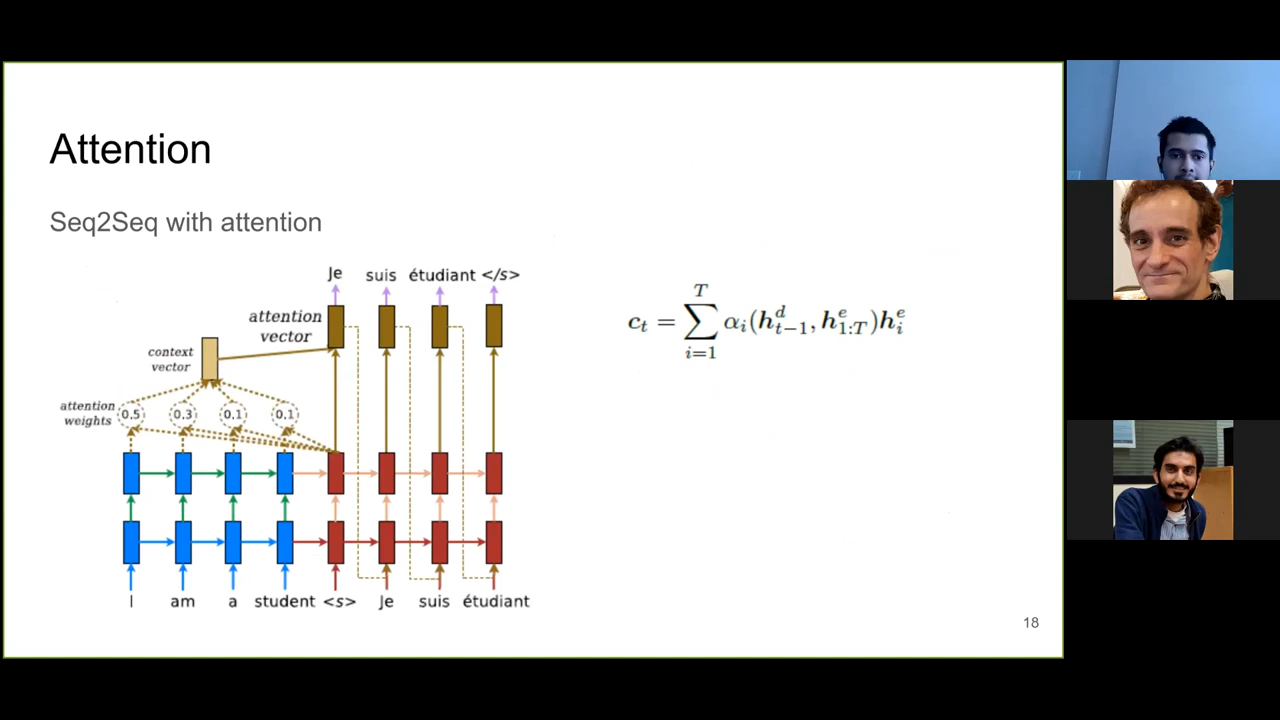 Attention
Seq2Seq with attention
Je suis étudiant </s>
attention
vector
context
vector
attention
weights
0.5 0.3 0.1 0.1
I am a student <s> Je suis étudiant
c_t = \sum_{i=1}^{T} α_i(h^d_{t−1}, h^e_{1:T})h^e_i
18